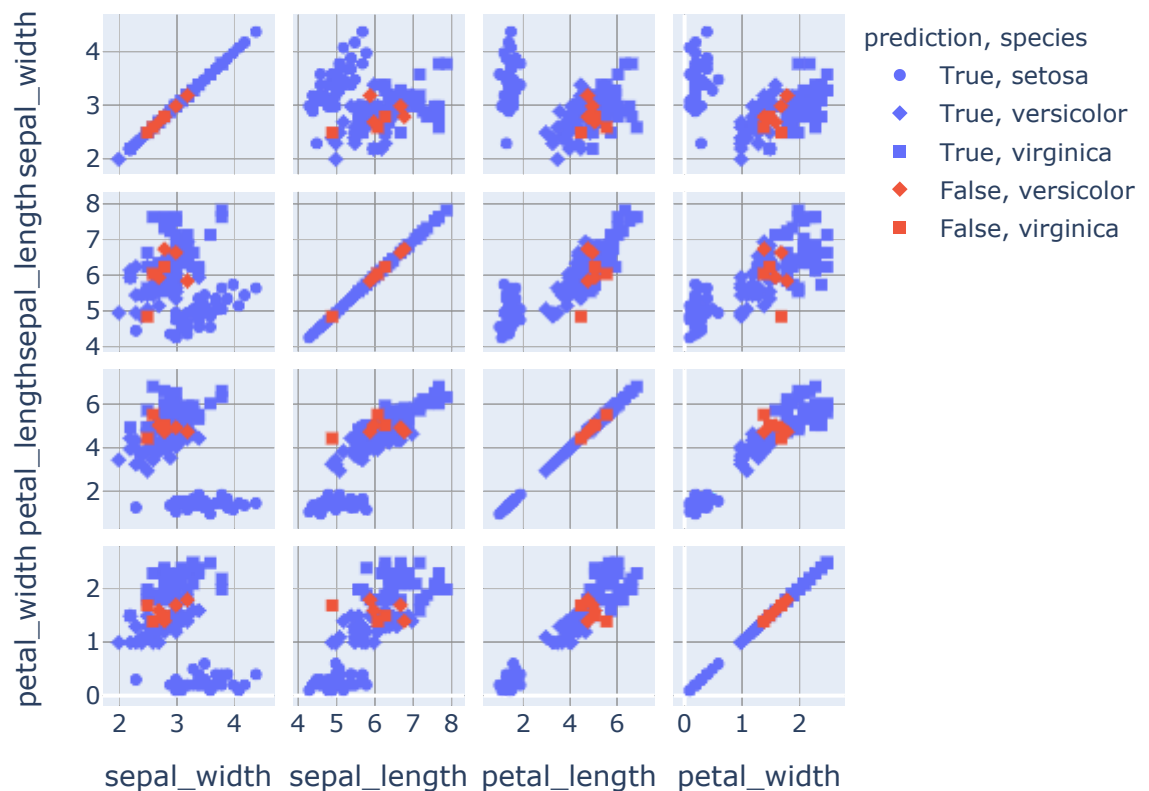 prediction, species
True, setosa
True, versicolor
True, virginica
False, versicolor
False, virginica
sepal_width
4
3
2
sepal_length
8
7
6
5
4
petal_length
6
4
2
petal_width
2
1
0
2 3 4
4 5 6 7 8
2 4 6
0 1 2
sepal_width sepal_length petal_length petal_width